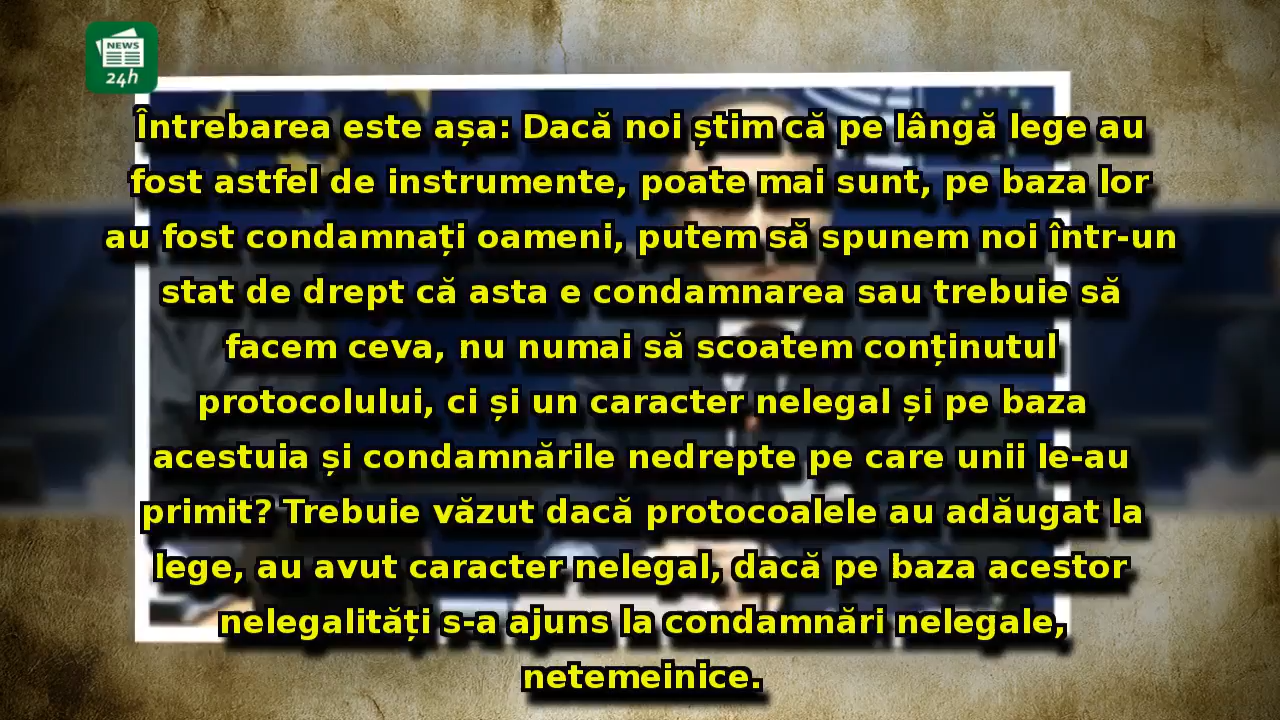 NEWS
24h
Întrebarea este așa: Dacă noi știm că pe lângă lege au
fost astfel de instrumente, poate mai sunt, pe baza lor
au fost condamnați oameni, putem să spunem noi într-un
stat de drept că asta e condamnarea sau trebuie să
facem ceva, nu numai să scoatem conținutul
protocolului, ci și un caracter nelegal și pe baza
acestuia și condamnările nedrepte pe care unii le-au
primit? Trebuie văzut dacă protocoalele au adăugat la
lege, au avut caracter nelegal, dacă pe baza acestor
nelegalități s-a ajuns la condamnări nelegale,
netemeinice.